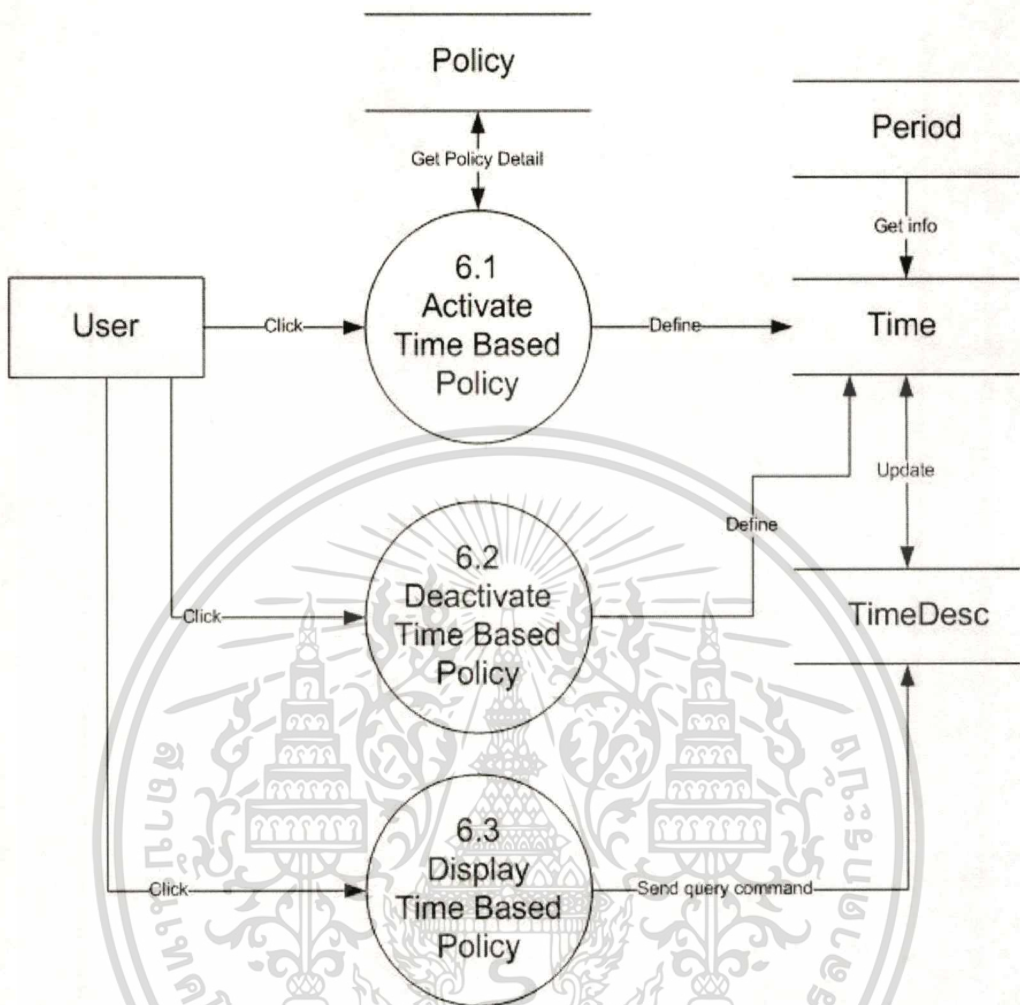 Policy
Period
Get Policy Detail
Get info
6.1
Activate
Time Based
Policy
User
Click
Define
Time
Update
Define
6.2
Deactivate
Time Based
Policy
Click
TimeDesc
6.3
Display
Time Based
Policy
Click
Send query command